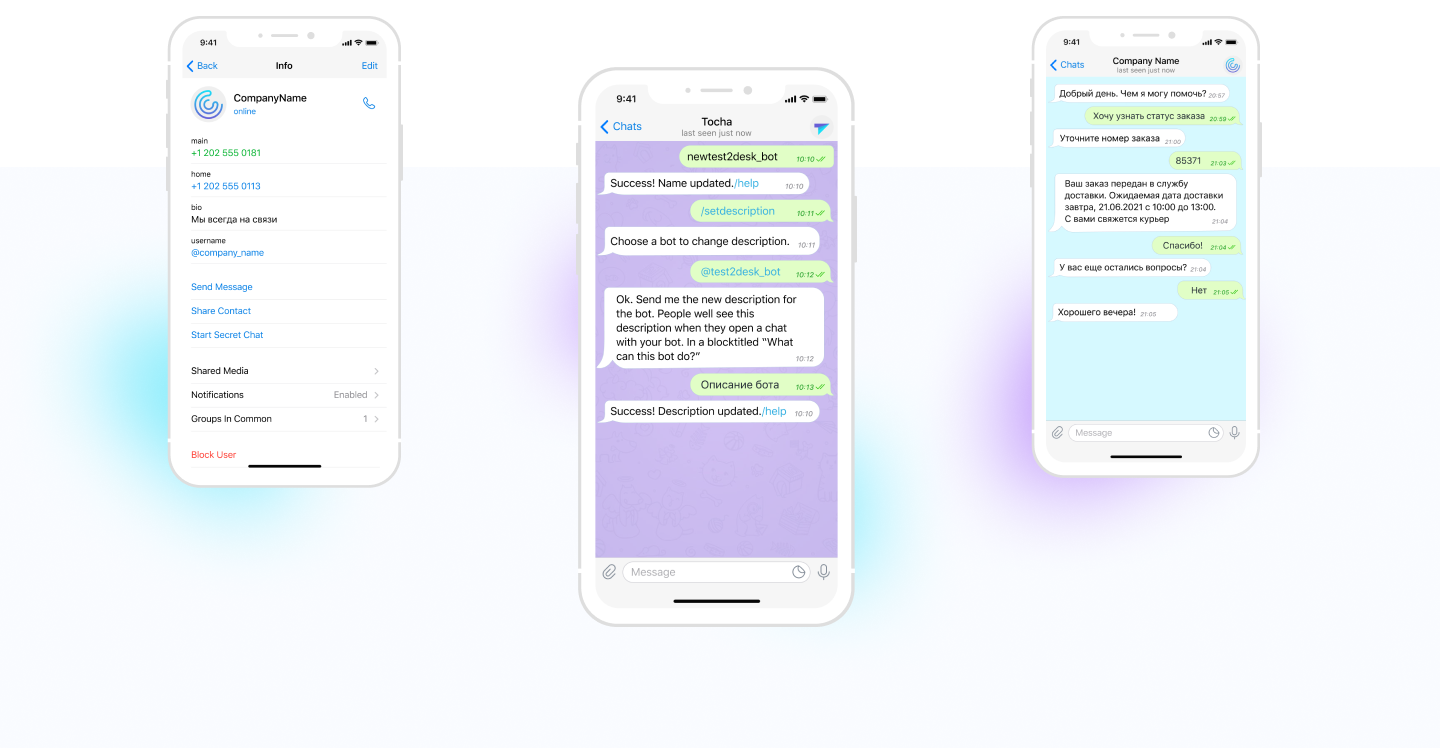 9:41
Back
Info
Edit
CompanyName
online
main
+1 202 555 0181
home
+1 202 555 0113
bio
Мы всегда на связи
username
@company_name
Send Message
Share Contact
Start Secret Chat
Shared Media
Notifications
Enabled
Groups In Common
1
Block User
9:41
Chats
Tocha
last seen just now
newtest2desk_bot 10:10
Success! Name updated./help 10:10
/setdescription 10:11
Choose a bot to change description. 10:11
@test2desk_bot 10:12
Ok. Send me the new description for
the bot. People well see this
description when they open a chat
with your bot. In a blocktitled “What
can this bot do?” 10:12
Описание бота 10:13
Success! Description updated./help 10:10
Message
9:41
Chats
Company Name
last seen just now
Добрый день. Чем я могу помочь? 20:57
Хочу узнать статус заказа 20:59
Уточните номер заказа 21:00
85371 21:03
Ваш заказ передан в службу
доставки. Ожидаемая дата доставки
завтра, 21.06.2021 с 10:00 до 13:00.
С вами свяжется курьер 21:04
Спасибо! 21:04
У вас еще остались вопросы? 21:04
Нет 21:05
Хорошего вечера! 21:05
Message